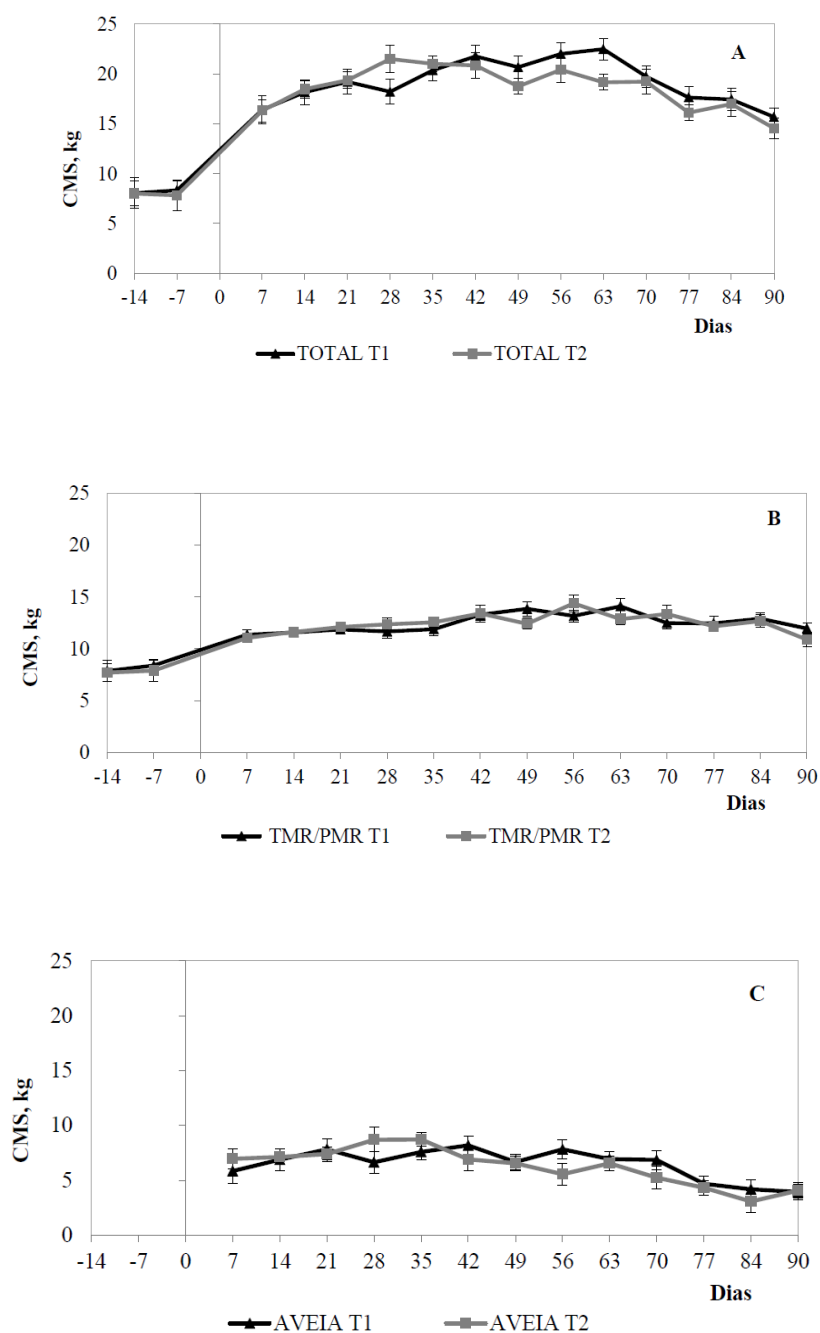 25
A
20
15
10
5
0
CMS, kg
-14 -7 0 7 14 21 28 35 42 49 56 63 70 77 84 90
Dias
TOTAL T1 TOTAL T2
25
B
20
15
10
5
0
CMS, kg
-14 -7 0 7 14 21 28 35 42 49 56 63 70 77 84 90
Dias
TMR/PMR T1 TMR/PMR T2
25
C
20
15
10
5
0
CMS, kg
-14 -7 0 7 14 21 28 35 42 49 56 63 70 77 84 90
Dias
AVEIA T1 AVEIA T2